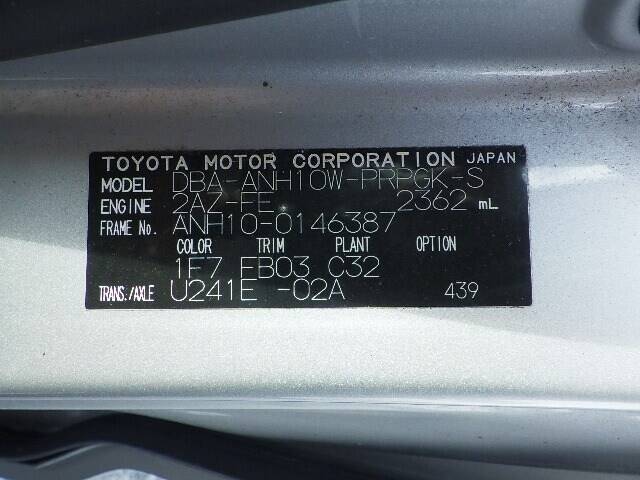 TOYOTA MOTOR CORPORATION JAPAN
MODEL DBA-ANH10W-PRPGK-S
ENGINE 2AZ-FE 2362 mL
FRAME No. ANH10-0146387
COLOR TRIM PLANT OPTION
1F7 FB03 C32
TRANS./AXLE U241E -02A 439